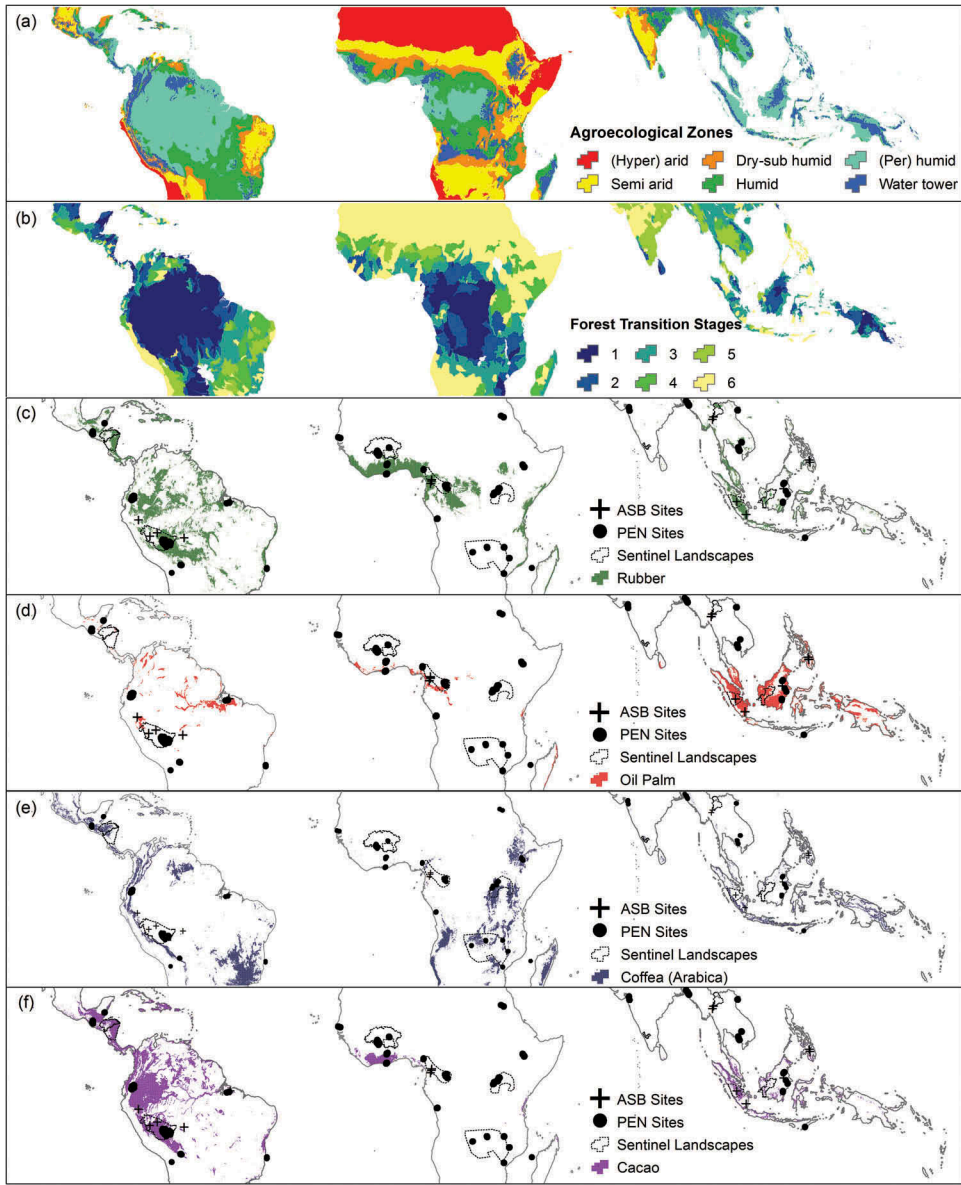 (a)
Agroecological Zones
(Hyper) arid Dry-sub humid (Per) humid
Semi arid Humid Water tower
(b)
Forest Transition Stages
1 3 5
2 4 6
(c)
ASB Sites
PEN Sites
Sentinel Landscapes
Rubber
(d)
ASB Sites
PEN Sites
Sentinel Landscapes
Oil Palm
(e)
ASB Sites
PEN Sites
Sentinel Landscapes
Coffea (Arabica)
(f)
ASB Sites
PEN Sites
Sentinel Landscapes
Cacao